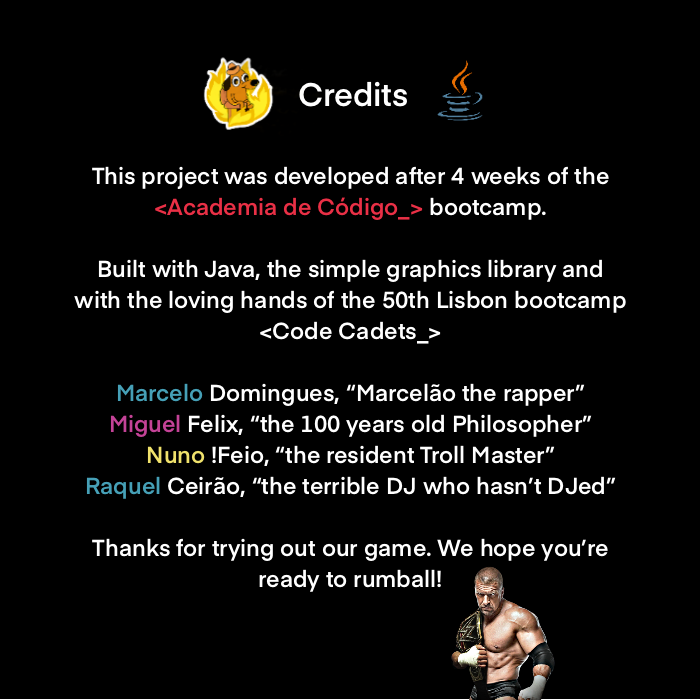 Credits
This project was developed after 4 weeks of the
<Academia de Código_> bootcamp.
Built with Java, the simple graphics library and
with the loving hands of the 50th Lisbon bootcamp
<Code Cadets_>
Marcelo Domingues, “Marcelão the rapper”
Miguel Felix, “the 100 years old Philosopher”
Nuno !Feio, “the resident Troll Master”
Raquel Ceirão, “the terrible DJ who hasn’t DJed”
Thanks for trying out our game. We hope you’re
ready to rumball!